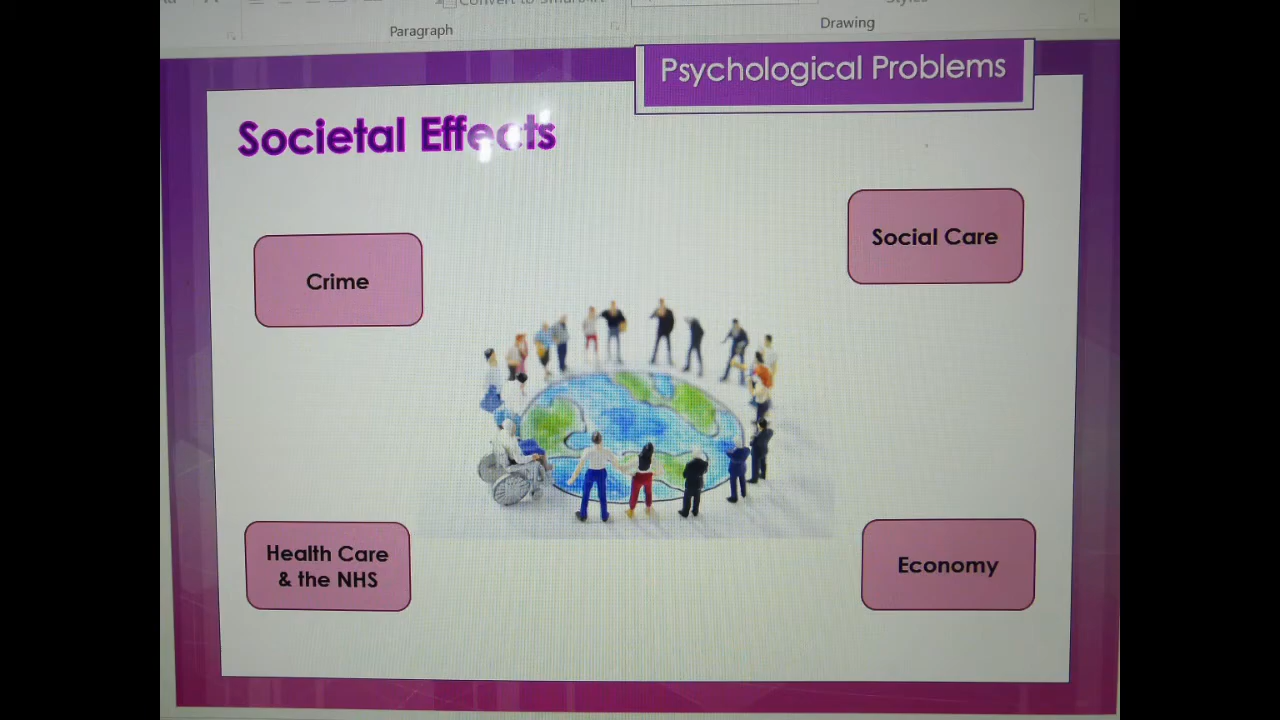 Paragraph
Drawing
Psychological Problems
Societal Effects
Crime
Social Care
Health Care
& the NHS
Economy